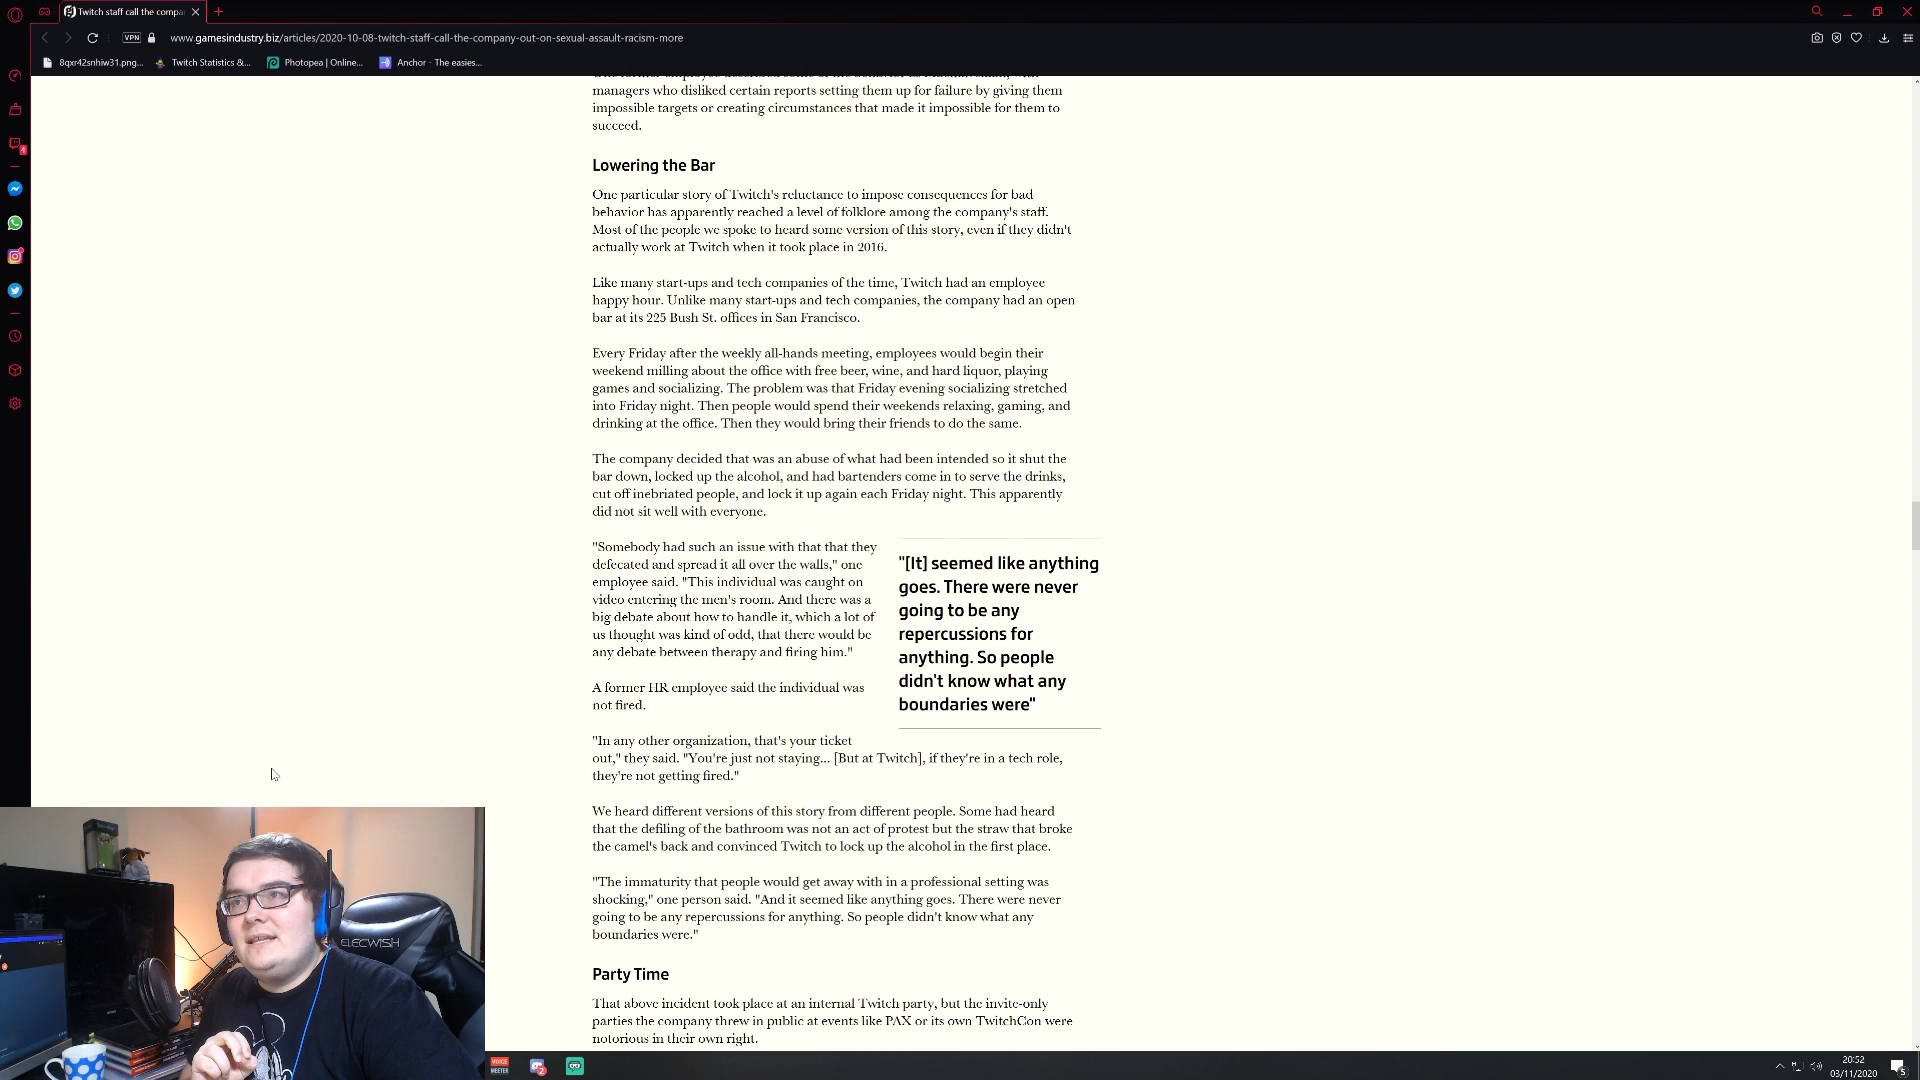 Twitch staff call the compa
www.gamesindustry.biz/articles/2020-10-08-twitch-staff-call-the-company-out-on-sexual-assault-racism-more
VPN
8qxr42snhiw31.png...
Twitch Statistics &...
Photopea | Online...
Anchor - The easies...
managers who disliked certain reports setting them up for failure by giving them
impossible targets or creating circumstances that made it impossible for them to
succeed.
Lowering the Bar
One particular story of Twitch's reluctance to impose consequences for bad
behavior has apparently reached a level of folklore among the company's staff.
Most of the people we spoke to heard some version of this story, even if they didn't
actually work at Twitch when it took place in 2016.
Like many start-ups and tech companies of the time, Twitch had an employee
happy hour. Unlike many start-ups and tech companies, the company had an open
bar at its 225 Bush St. offices in San Francisco.
Every Friday after the weekly all-hands meeting, employees would begin their
weekend milling about the office with free beer, wine, and hard liquor, playing
games and socializing. The problem was that Friday evening socializing stretched
into Friday night. Then people would spend their weekends relaxing, gaming, and
drinking at the office. Then they would bring their friends to do the same.
The company decided that was an abuse of what had been intended so it shut the
bar down, locked up the alcohol, and had bartenders come in to serve the drinks,
cut off inebriated people, and lock it up again each Friday night. This apparently
did not sit well with everyone.
"Somebody had such an issue with that that they
defecated and spread it all over the walls," one
employee said. "This individual was caught on
video entering the men's room. And there was a
big debate about how to handle it, which a lot of
us thought was kind of odd, that there would be
any debate between therapy and firing him."
"[It] seemed like anything
goes. There were never
going to be any
repercussions for
anything. So people
didn't know what any
boundaries were"
A former HR employee said the individual was
not fired.
"In any other organization, that's your ticket
out," they said. "You're just not staying... [But at Twitch], if they're in a tech role,
they're not getting fired."
We heard different versions of this story from different people. Some had heard
that the defiling of the bathroom was not an act of protest but the straw that broke
the camel's back and convinced Twitch to lock up the alcohol in the first place.
"The immaturity that people would get away with in a professional setting was
shocking," one person said. "And it seemed like anything goes. There were never
going to be any repercussions for anything. So people didn't know what any
boundaries were."
Party Time
That above incident took place at an internal Twitch party, but the invite-only
parties the company threw in public at events like PAX or its own TwitchCon were
notorious in their own right.
ELECWISH
VOICE
MEETER
2
20:52
03/11/2020
5